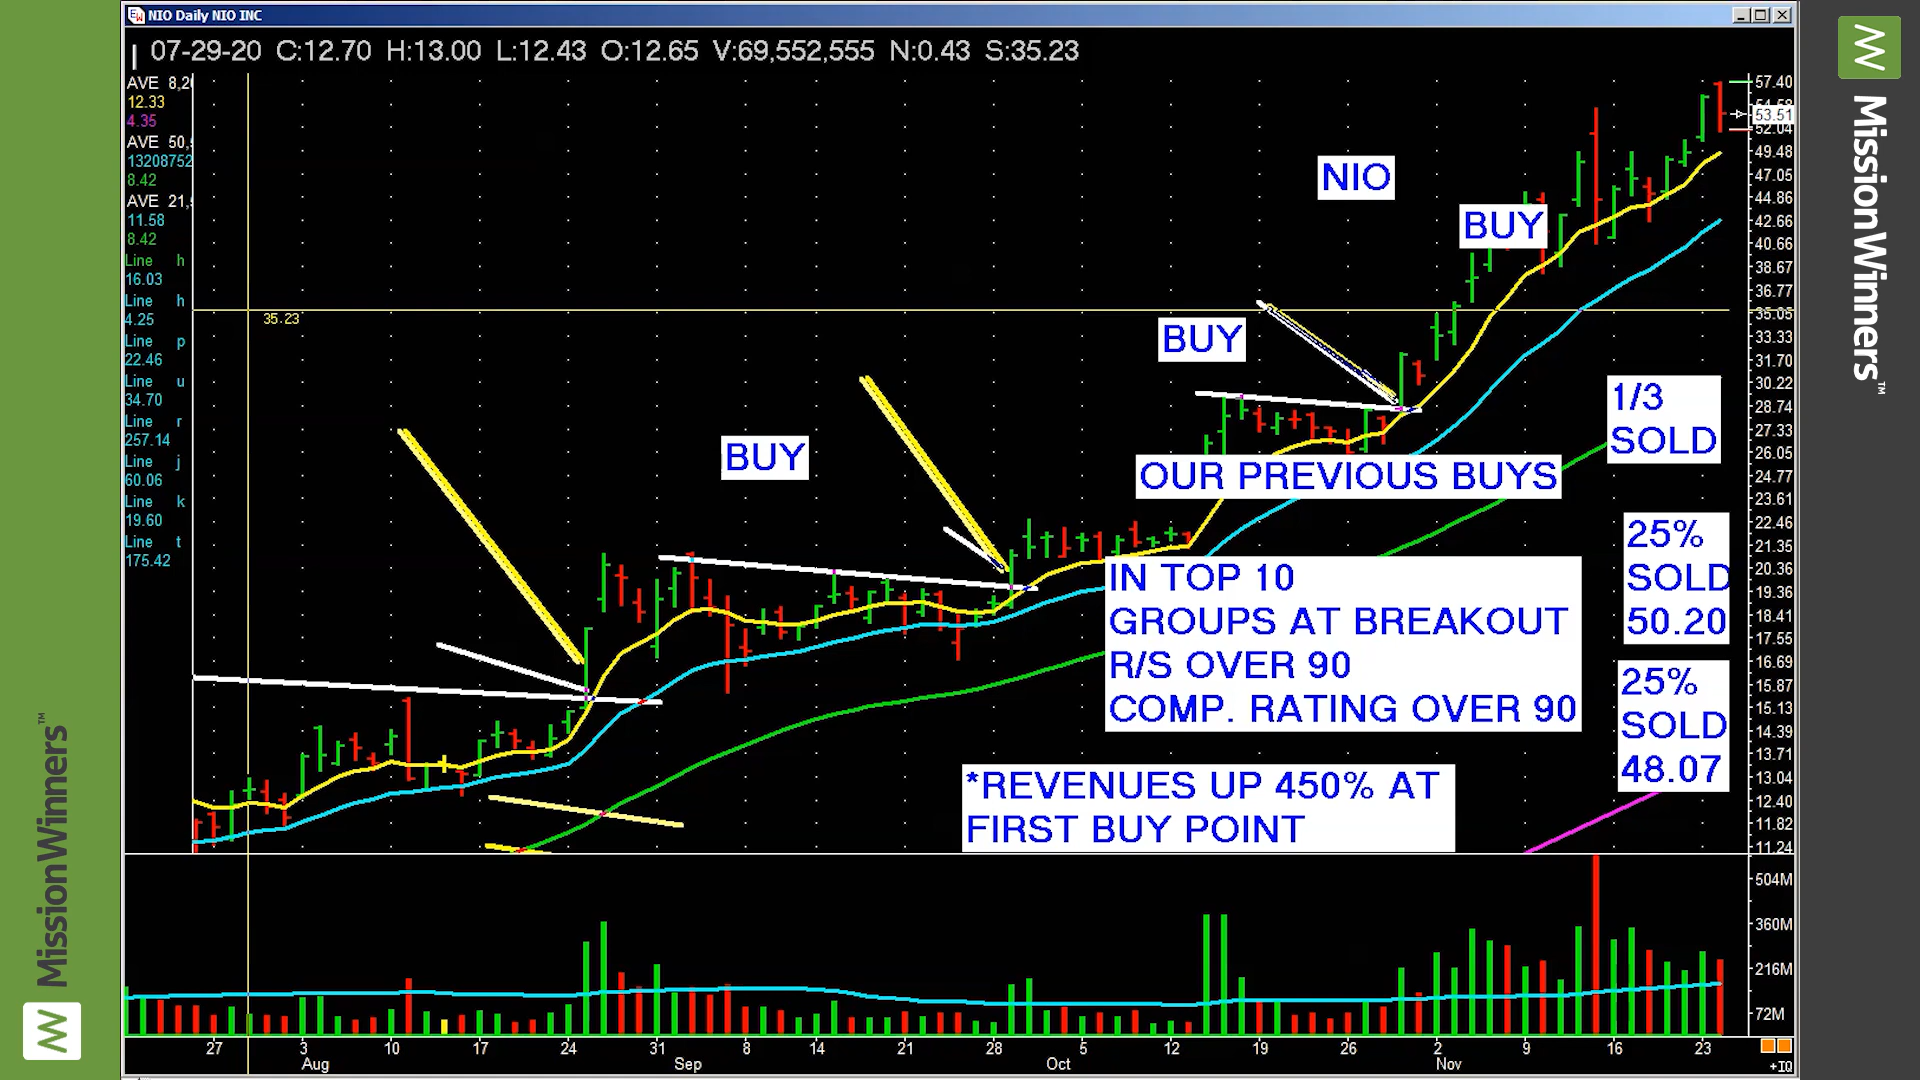 NIO Daily NIO INC
07-29-20 C:12.70 H:13.00 L:12.43 O:12.65 V:69,552,555 N:0.43 S:35.23
AVE 8,20
12.33
4.35
AVE 50,
13208752
8.42
AVE 21,
11.58
8.42
Line h
16.03
Line h
4.25
Line p
22.46
Line u
34.70
Line r
257.14
Line j
60.06
Line k
19.60
Line t
175.42
35.23
NIO
BUY
BUY
BUY
OUR PREVIOUS BUYS
IN TOP 10
GROUPS AT BREAKOUT
R/S OVER 90
COMP. RATING OVER 90
*REVENUES UP 450% AT
FIRST BUY POINT
1/3
SOLD
25%
SOLD
50.20
25%
SOLD
48.07
57.40
53.51
52.04
49.48
47.05
44.86
42.66
40.66
38.67
36.77
35.05
33.33
31.70
30.22
28.74
27.33
26.05
24.77
23.61
22.46
21.35
20.36
19.36
18.41
17.55
16.69
15.87
15.13
14.39
13.71
13.04
12.40
11.82
11.24
504M
360M
216M
72M
27 3 10 17 24 31 8 14 21 28 5 12 19 26 2 9 16 23
Aug Sep Oct Nov
+IQ
MissionWinners™
MissionWinners™